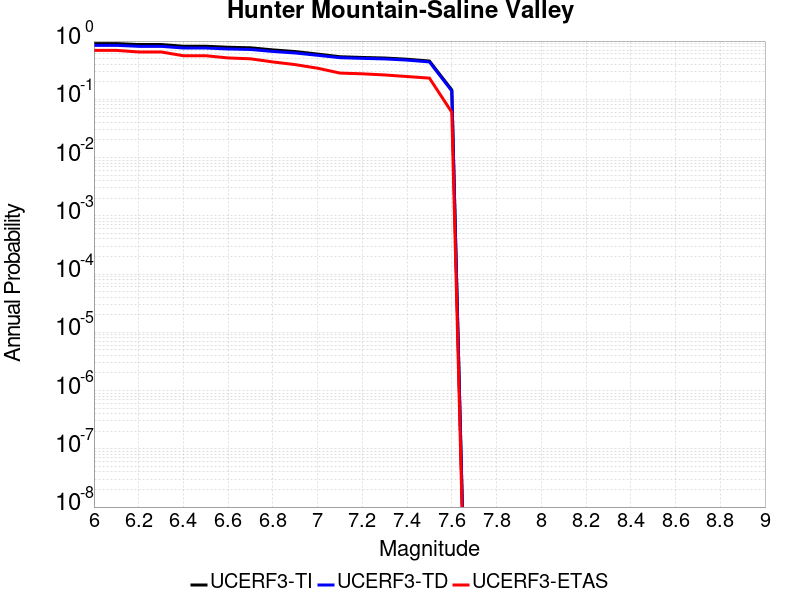 Hunter Mountain-Saline Valley
Annual Probability
10^0
10^-1
10^-2
10^-3
10^-4
10^-5
10^-6
10^-7
10^-8
6 6.2 6.4 6.6 6.8 7 7.2 7.4 7.6 7.8 8 8.2 8.4 8.6 8.8 9
Magnitude
UCERF3-TI UCERF3-TD UCERF3-ETAS